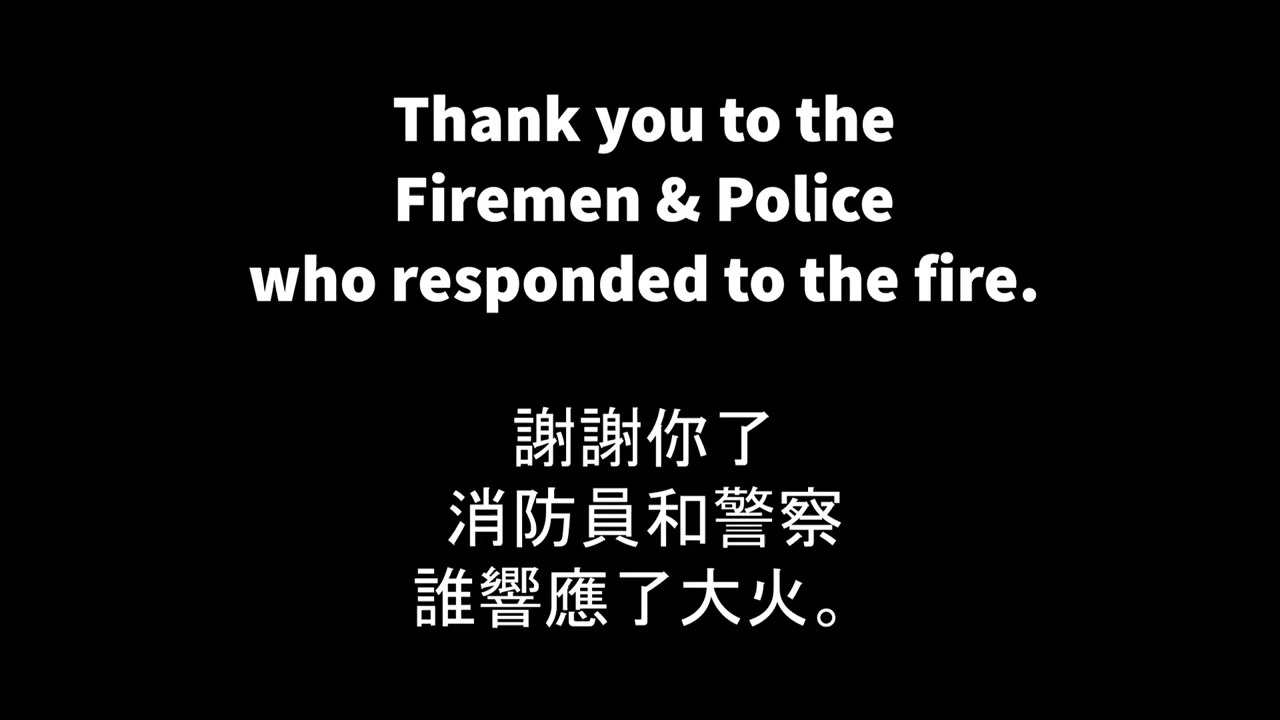 Thank you to the
Firemen & Police
who responded to the fire.
謝謝你了
消防員和警察
誰響應了大火。